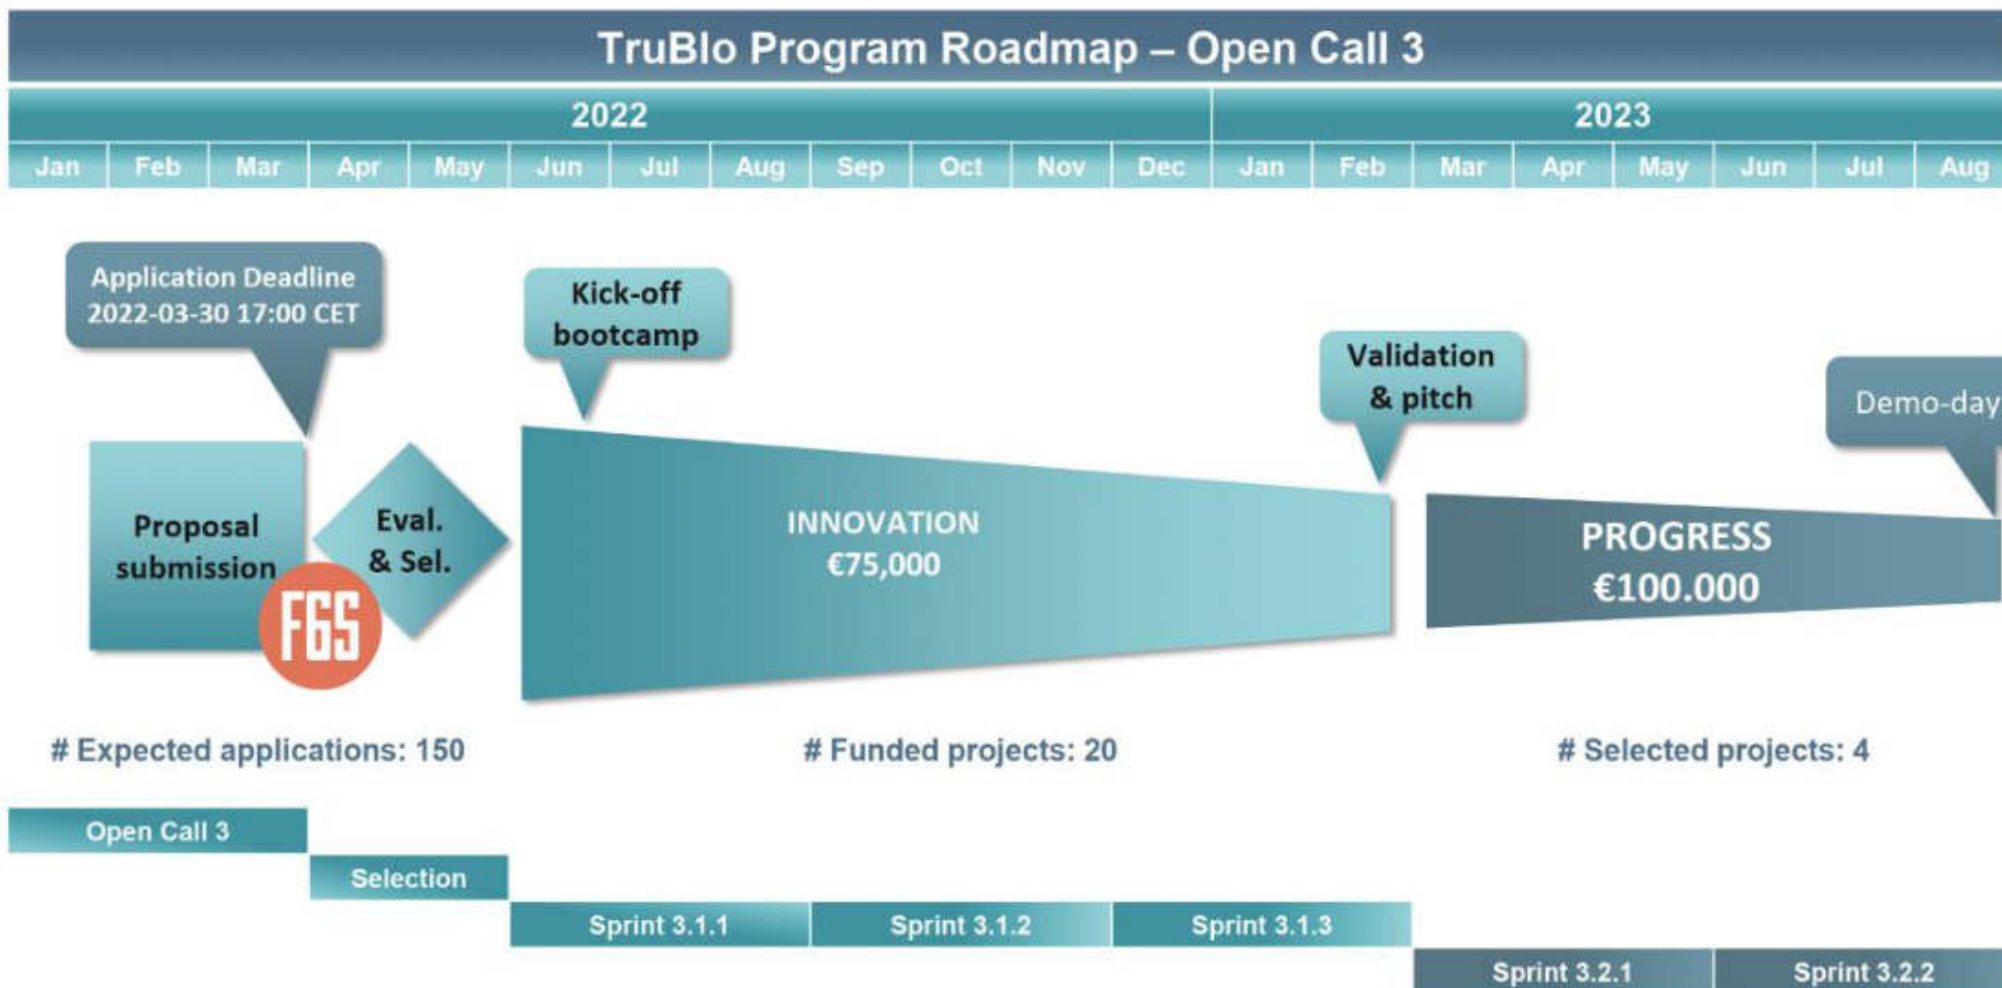 TruBlo Program Roadmap – Open Call 3
2022
2023
Jan Feb Mar Apr May Jun Jul Aug Sep Oct Nov Dec Jan Feb Mar Apr May Jun Jul Aug
Application Deadline
2022-03-30 17:00 CET
Kick-off
bootcamp
Validation
& pitch
Demo-day
Proposal
submission
F6S
Eval.
& Sel.
INNOVATION
€75,000
PROGRESS
€100.000
# Expected applications: 150
# Funded projects: 20
# Selected projects: 4
Open Call 3
Selection
Sprint 3.1.1
Sprint 3.1.2
Sprint 3.1.3
Sprint 3.2.1
Sprint 3.2.2